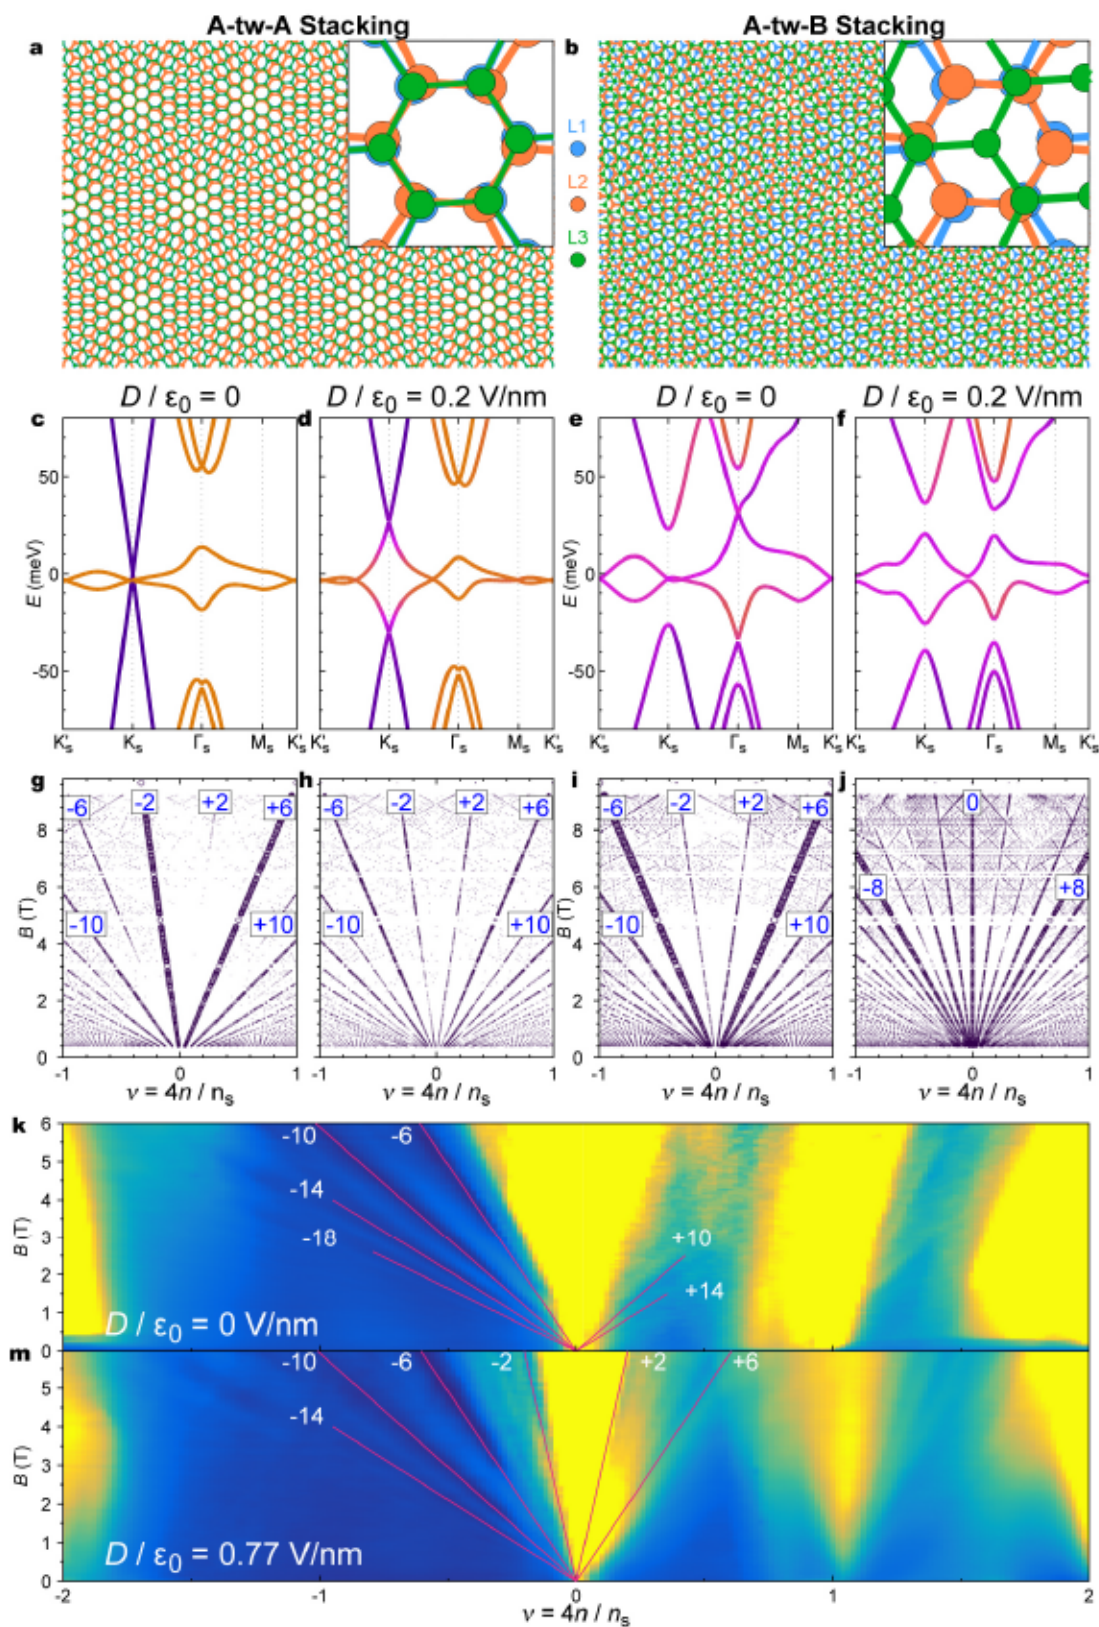 A-tw-A Stacking
A-tw-B Stacking
a
b
L1
L2
L3
D / ε₀ = 0
D / ε₀ = 0.2 V/nm
D / ε₀ = 0
D / ε₀ = 0.2 V/nm
c
d
e
f
50
0
-50
E (meV)
50
0
-50
E (meV)
K'ₛ Kₛ Γₛ Mₛ K'ₛ
Kₛ Γₛ Mₛ K'ₛ
K'ₛ Kₛ Γₛ Mₛ K'ₛ
Kₛ Γₛ Mₛ K'ₛ
g
-6 -2 +2 +6
-10 +10
h
-6 -2 +2 +6
-10 +10
i
-6 -2 +2 +6
-10 +10
j
0
-8 +8
8
6
4
2
0
B (T)
8
6
4
2
0
B (T)
-1 0 1
-1 0 1
-1 0 1
-1 0 1
ν = 4n / nₛ
ν = 4n / nₛ
ν = 4n / nₛ
ν = 4n / nₛ
k
6
5
4
3
2
1
0
B (T)
-10
-6
-14
-18
+10
+14
D / ε₀ = 0 V/nm
m
5
4
3
2
1
0
B (T)
-10
-6
-2
+2
+6
-14
D / ε₀ = 0.77 V/nm
-2 -1 0 1 2
ν = 4n / nₛ